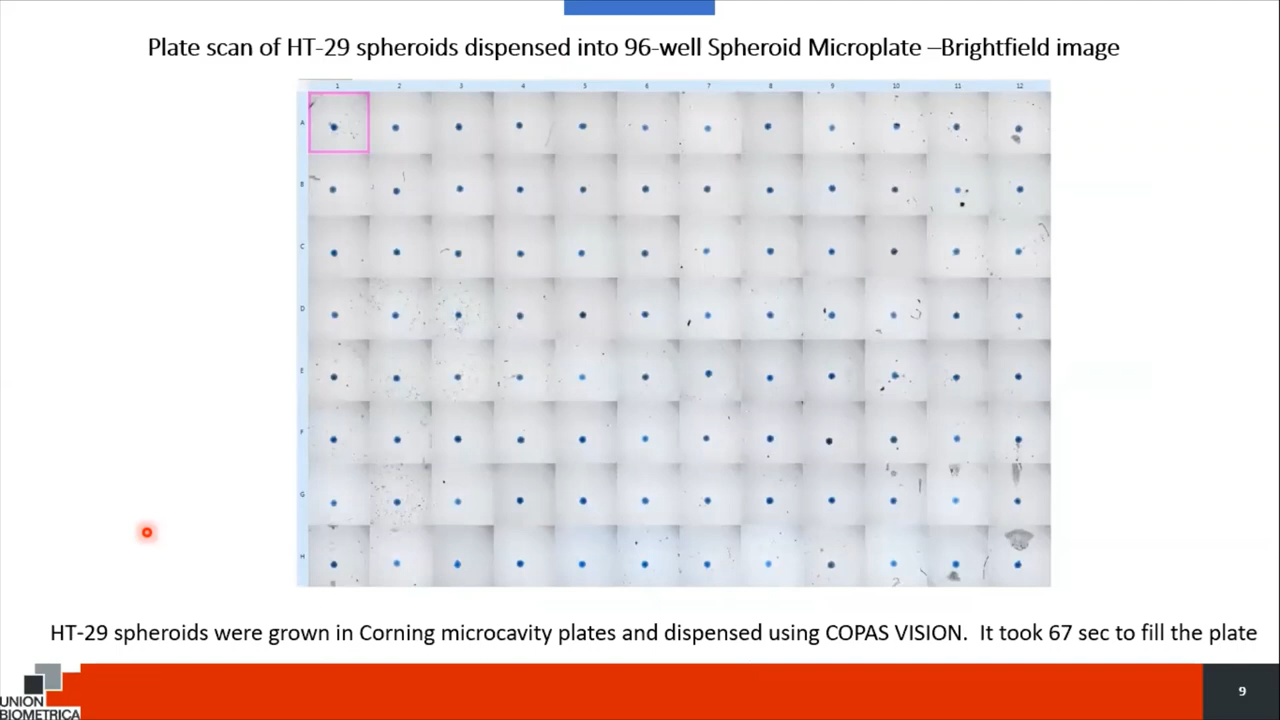 Plate scan of HT-29 spheroids dispensed into 96-well Spheroid Microplate –Brightfield image
1 2 3 4 5 6 7 8 9 10 11 12
A
B
C
D
E
F
G
H
HT-29 spheroids were grown in Corning microcavity plates and dispensed using COPAS VISION. It took 67 sec to fill the plate
UNION
BIOMETRICA
9